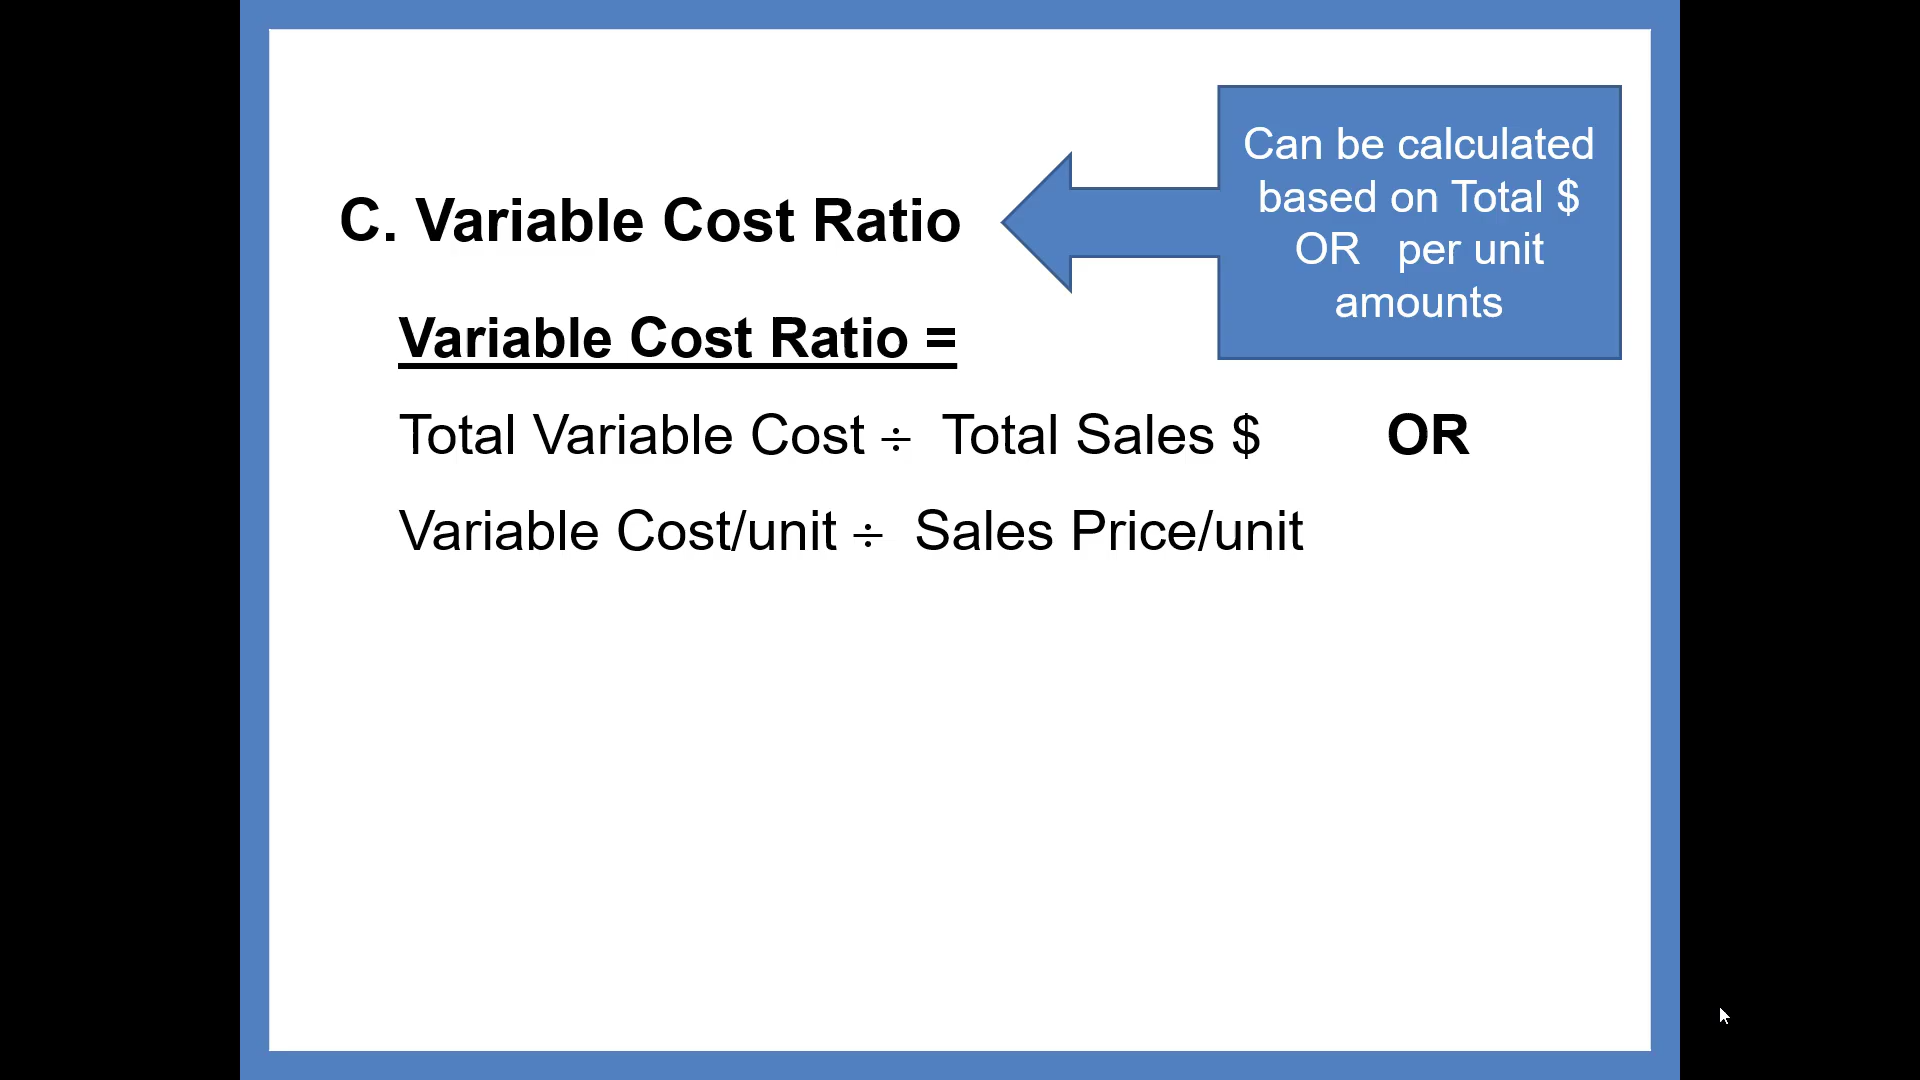 Can be calculated
based on Total $
OR per unit
amounts
C. Variable Cost Ratio
Variable Cost Ratio =
Total Variable Cost ÷ Total Sales $ OR
Variable Cost/unit ÷ Sales Price/unit